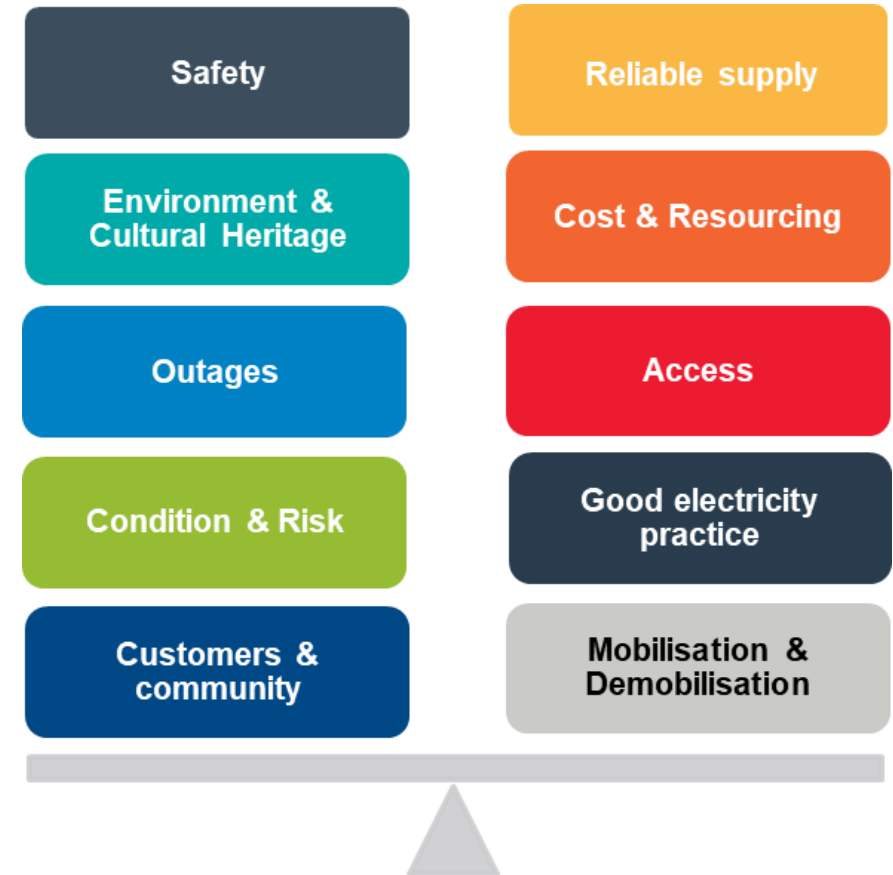 Safety
Reliable supply
Environment &
Cultural Heritage
Cost & Resourcing
Outages
Access
Condition & Risk
Good electricity
practice
Customers &
community
Mobilisation &
Demobilisation